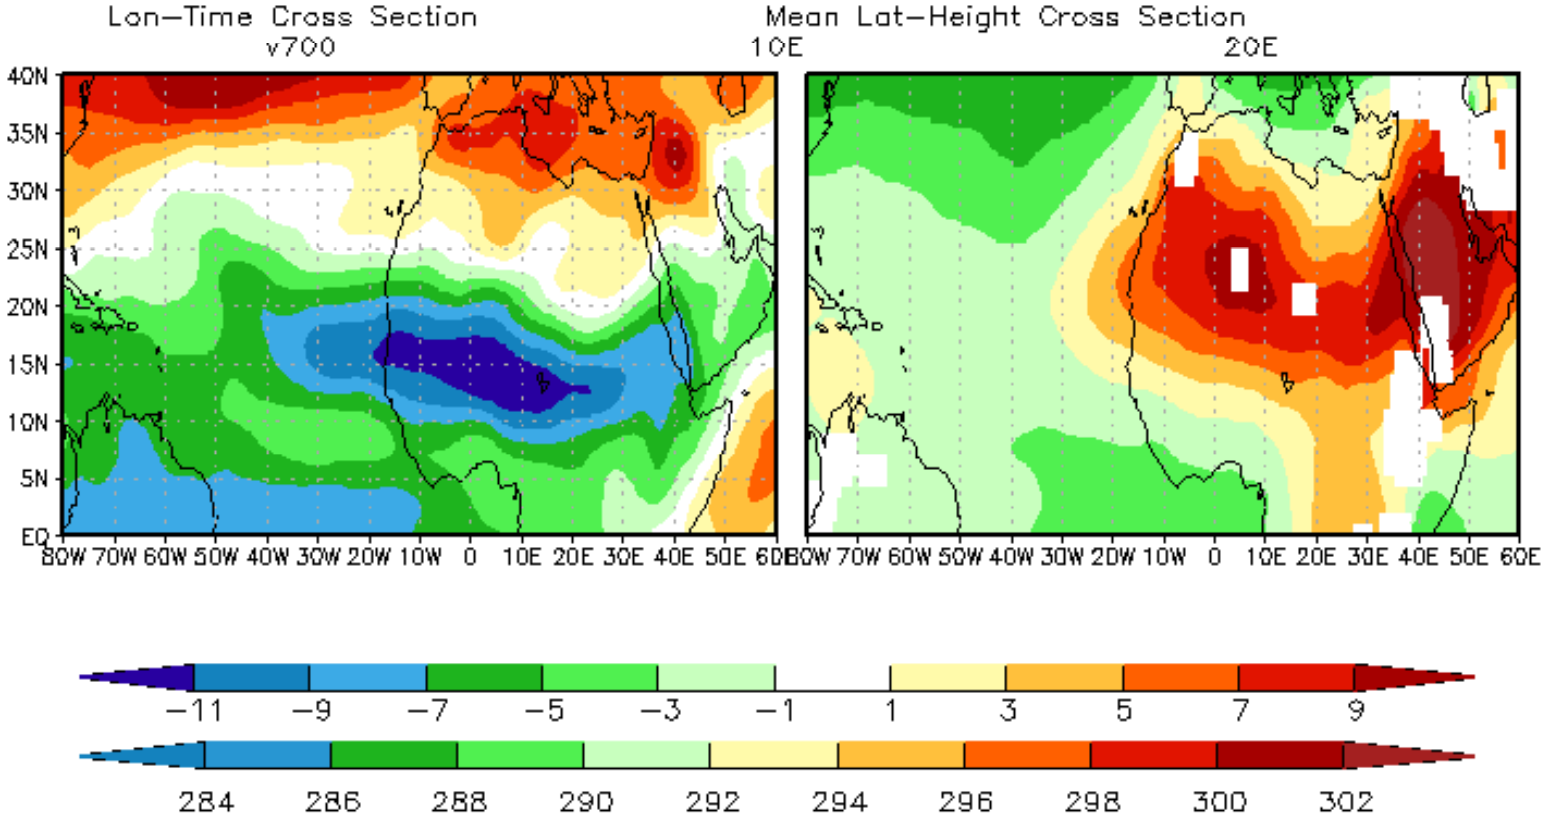 Lon-Time Cross Section Mean Lat-Height Cross Section
v700 10E 20E
40N
35N
30N
25N
20N
15N
10N
5N
EQ
80W 70W 60W 50W 40W 30W 20W 10W 0 10E 20E 30E 40E 50E 60E
80W 70W 60W 50W 40W 30W 20W 10W 0 10E 20E 30E 40E 50E 60E
-11 -9 -7 -5 -3 -1 1 3 5 7 9
284 286 288 290 292 294 296 298 300 302